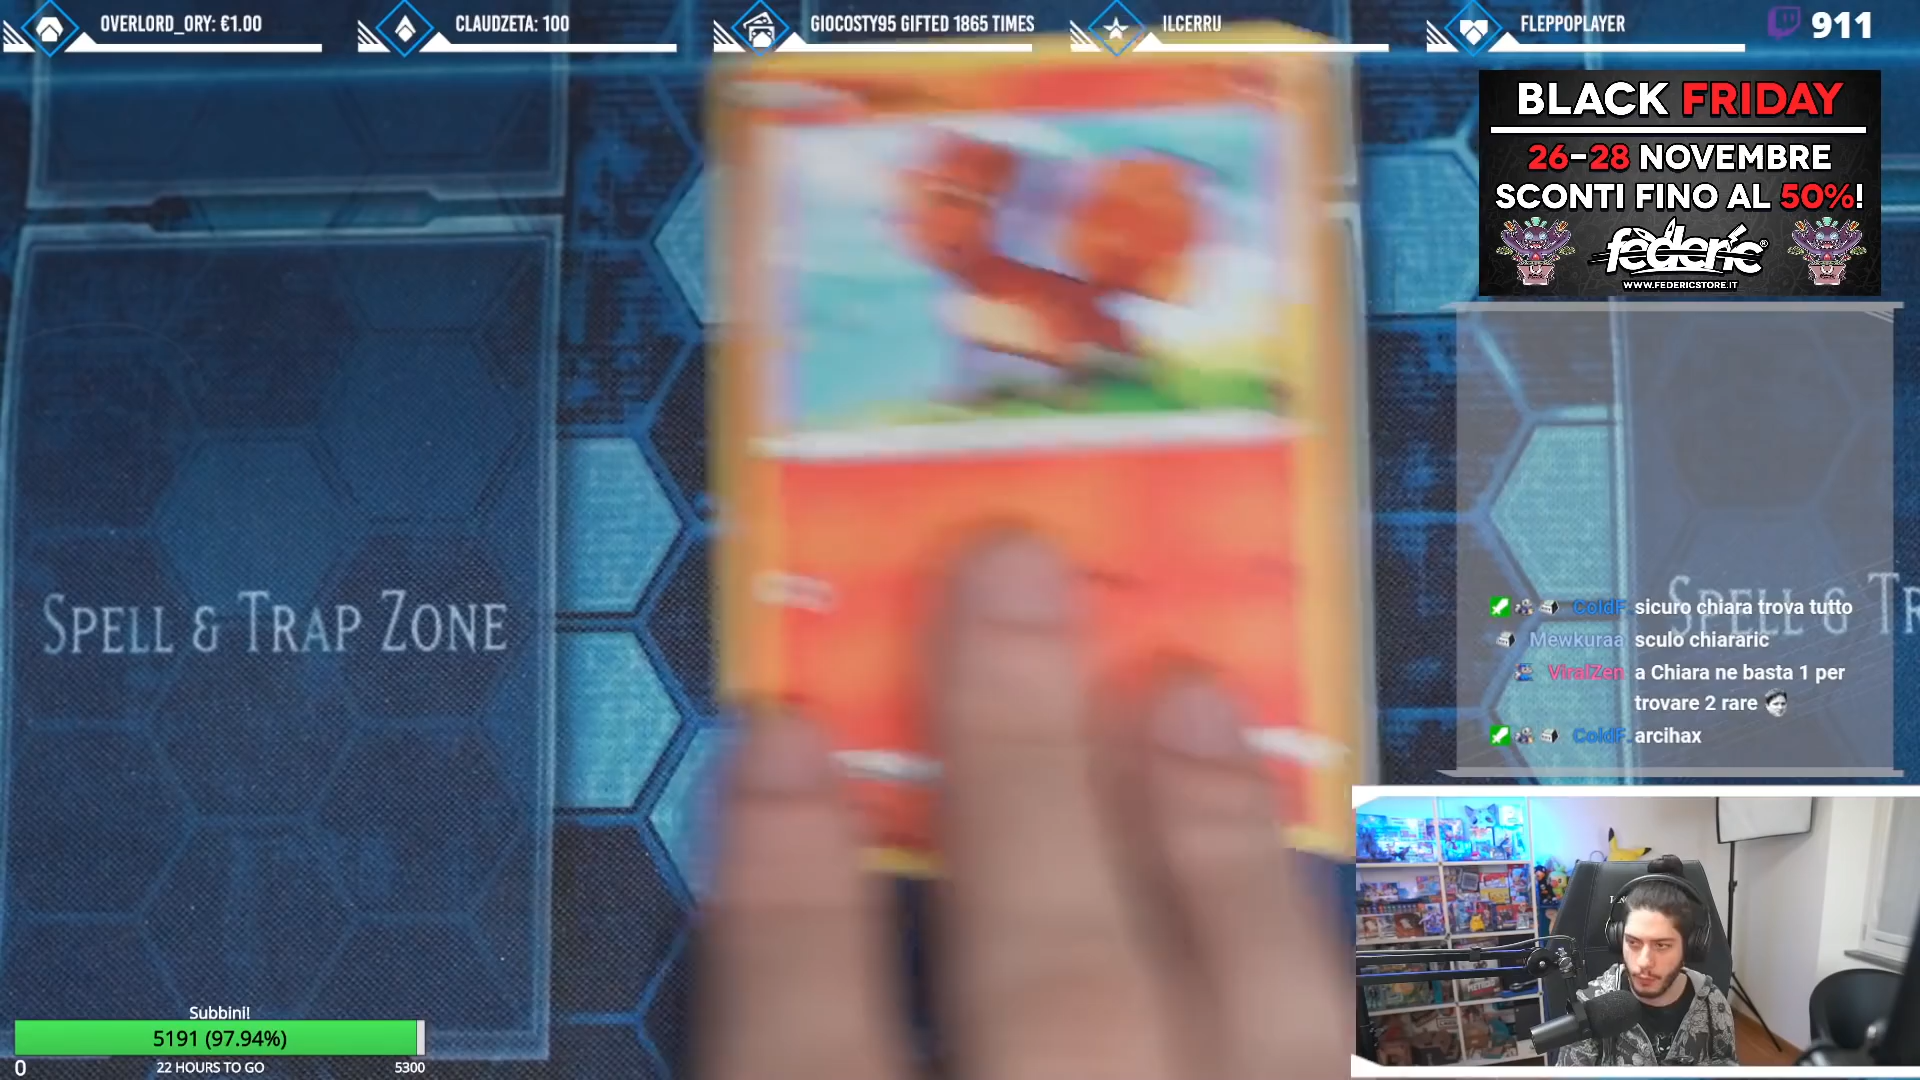 OVERLORD_ORY: €1.00
CLAUDZETA: 100
GIOCOSTY95 GIFTED 1865 TIMES
ILCERRU
FLEPPOPLAYER
911
BLACK FRIDAY
26-28 NOVEMBRE
SCONTI FINO AL 50%!
federic®
WWW.FEDERICSTORE.IT
SPELL & TRAP ZONE
SPELL & TR
ColdF sicuro chiara trova tutto
Mewkuraa sculo chiararic
ViralZen a Chiara ne basta 1 per
trovare 2 rare
ColdF arcihax
Subbini!
5191 (97.94%)
0
22 HOURS TO GO
5300